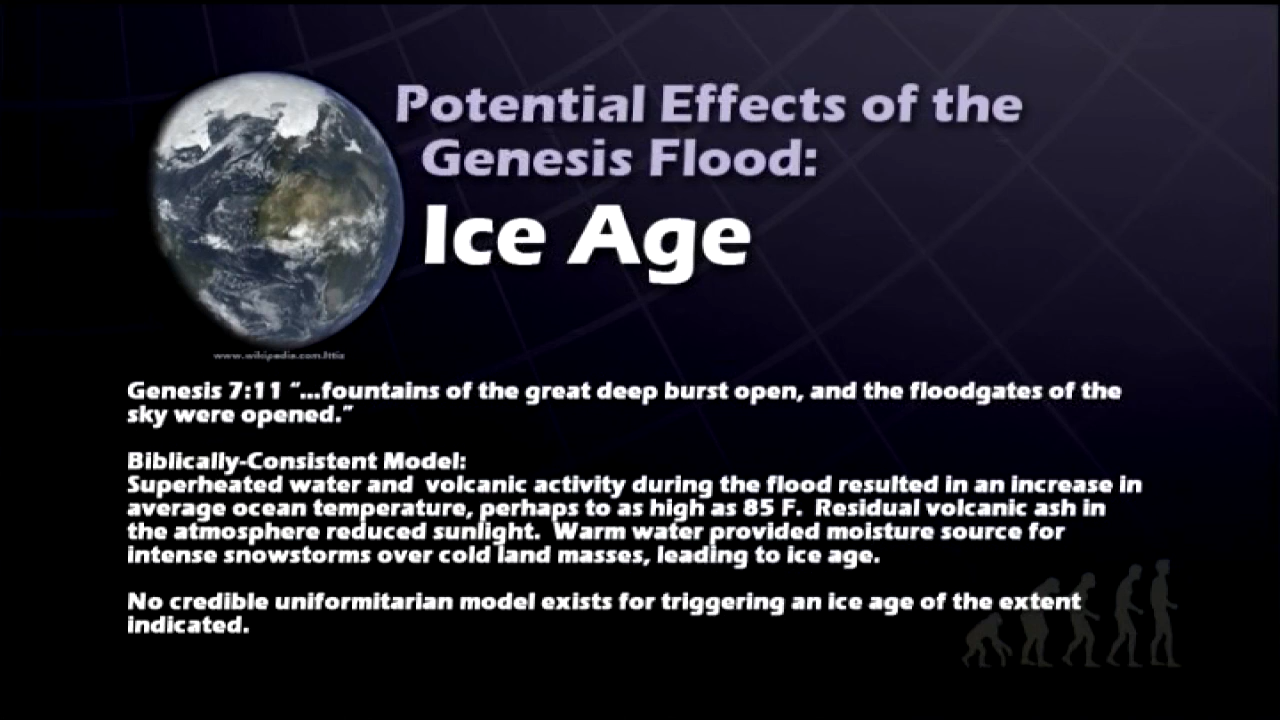 Potential Effects of the
Genesis Flood:
Ice Age
www.wikipedia.com/Ittiz
Genesis 7:11 "...fountains of the great deep burst open, and the floodgates of the
sky were opened."
Biblically-Consistent Model:
Superheated water and volcanic activity during the flood resulted in an increase in
average ocean temperature, perhaps to as high as 85 F. Residual volcanic ash in
the atmosphere reduced sunlight. Warm water provided moisture source for
intense snowstorms over cold land masses, leading to ice age.
No credible uniformitarian model exists for triggering an ice age of the extent
indicated.